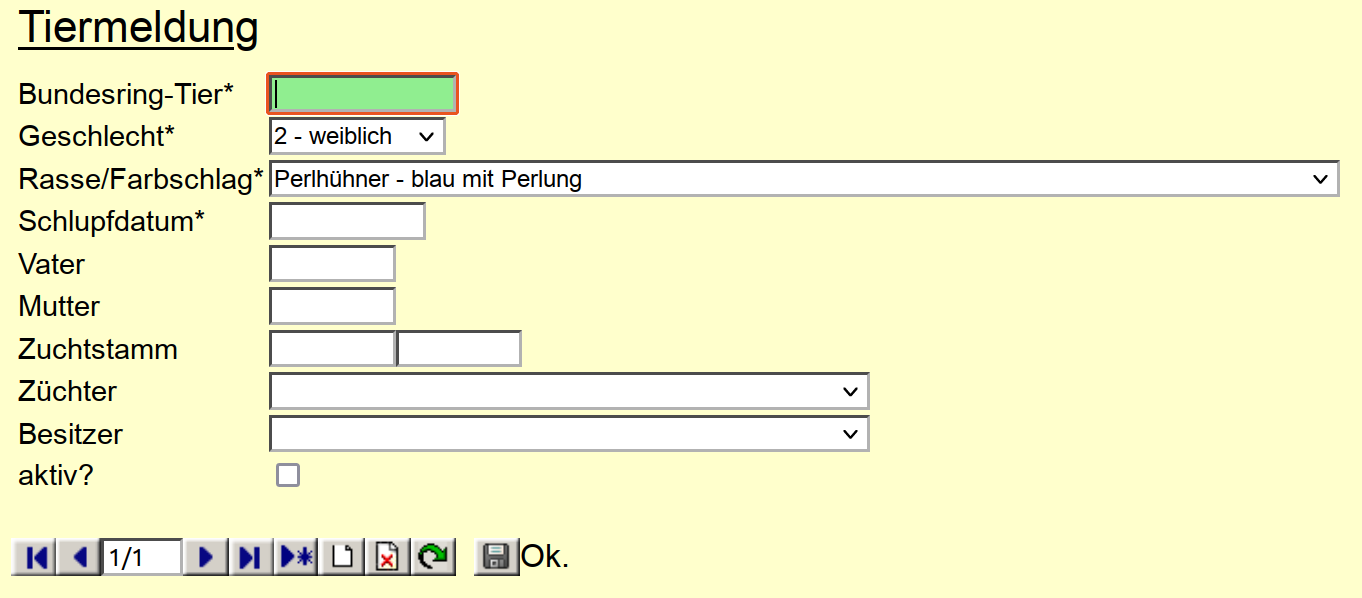 Tiermeldung
Bundesring-Tier*
Geschlecht* 2 - weiblich
Rasse/Farbschlag* Perlhühner - blau mit Perlung
Schlupfdatum*
Vater
Mutter
Zuchtstamm
Züchter
Besitzer
aktiv?
1/1 Ok.